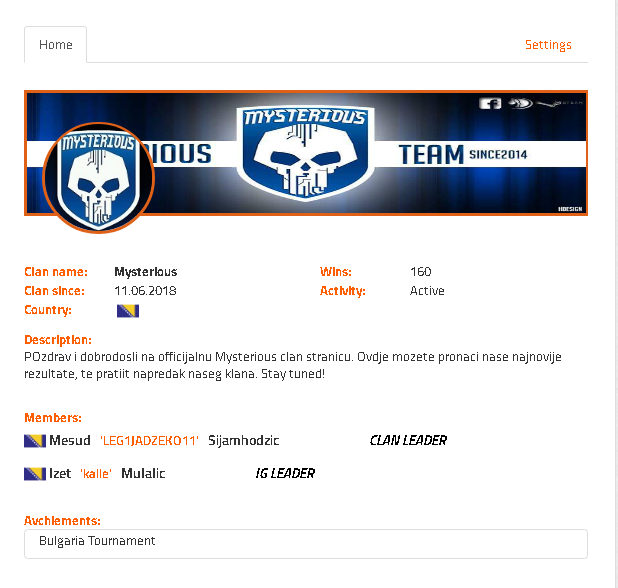 Home
Settings
MYSTERIOUS
MYSTERIOUS
IOUS
TEAM SINCE2014
HDESIGN
Clan name: Mysterious
Wins: 160
Clan since: 11.06.2018
Activity: Active
Country:
Description:
POzdrav i dobrodosli na officijalnu Mysterious clan stranicu. Ovdje mozete pronaci nase najnovije
rezultate, te pratiit napredak naseg klana. Stay tuned!
Members:
Mesud 'LEG1JADZEKO11' Sijamhodzic CLAN LEADER
Izet 'kalle' Mulalic IG LEADER
Avchiements:
Bulgaria Tournament